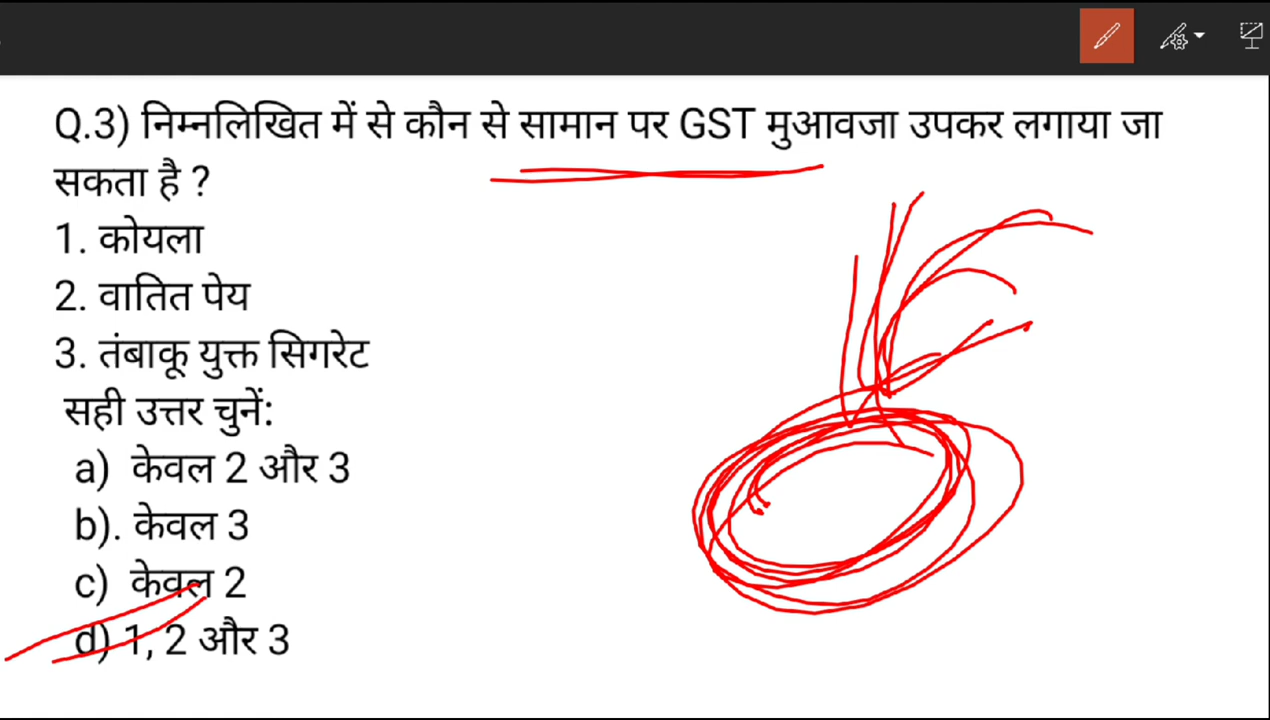 Q.3) निम्नलिखित में से कौन से सामान पर GST मुआवजा उपकर लगाया जा
सकता है ?
1. कोयला
2. वातित पेय
3. तंबाकू युक्त सिगरेट
सही उत्तर चुनें:
a) केवल 2 और 3
b). केवल 3
c) केवल 2
d) 1, 2 और 3